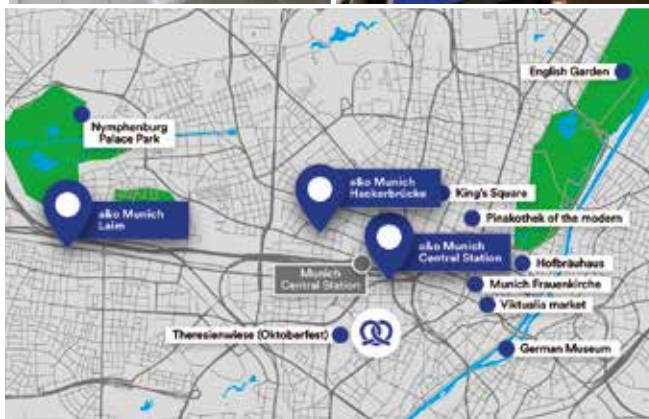 English Garden
Nymphenburg
Palace Park
a&o Munich
Hackerbrücke
King's Square
a&o Munich
Laim
Pinakothek of the modern
a&o Munich
Central Station
Hofbräuhaus
Munich
Central Station
Munich Frauenkirche
Viktualia market
Theresienwiese (Oktoberfest)
German Museum